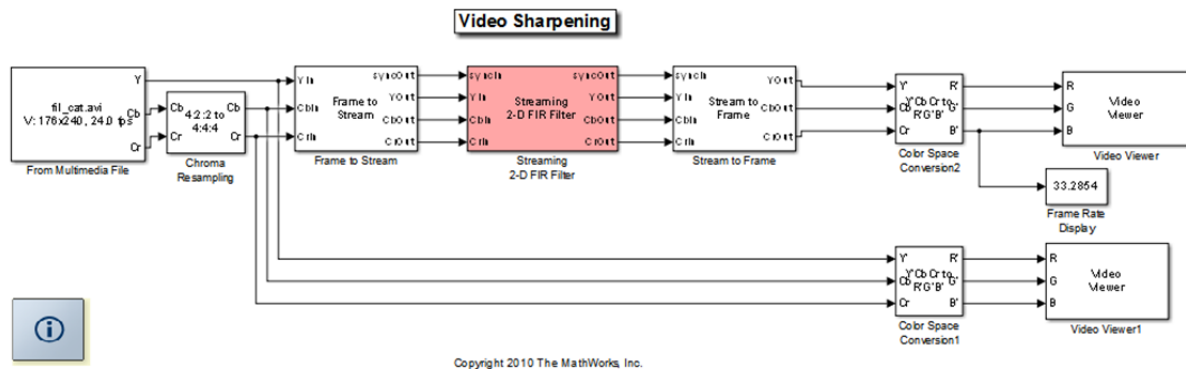 Video Sharpening
fil_cat.avi
V: 176x240, 24.0 fps
Y
Cb
Cr
From Multimedia File
Cb
Cr
4:2:2 to
4:4:4
Cb
Cr
Chroma
Resampling
Y In
CbIn
CrIn
Frame to
Stream
syncOut
YOut
CbOut
CrOut
Frame to Stream
syncIn
YIn
CbIn
CrIn
Streaming
2-D FIR Filter
syncOut
YOut
CbOut
CrOut
Streaming
2-D FIR Filter
syncIn
YIn
CbIn
CrIn
Stream to
Frame
YOut
CbOut
CrOut
Stream to Frame
Y'
Cb
Cr
Y'Cb Cr to
R'G'B'
R'
G'
B'
Color Space
Conversion2
R
G
B
Video
Viewer
Video Viewer
33.2854
Frame Rate
Display
Y'
Cb
Cr
Y'Cb Cr to
R'G'B'
R'
G'
B'
Color Space
Conversion1
R
G
B
Video
Viewer
Video Viewer1
i
Copyright 2010 The MathWorks, Inc.